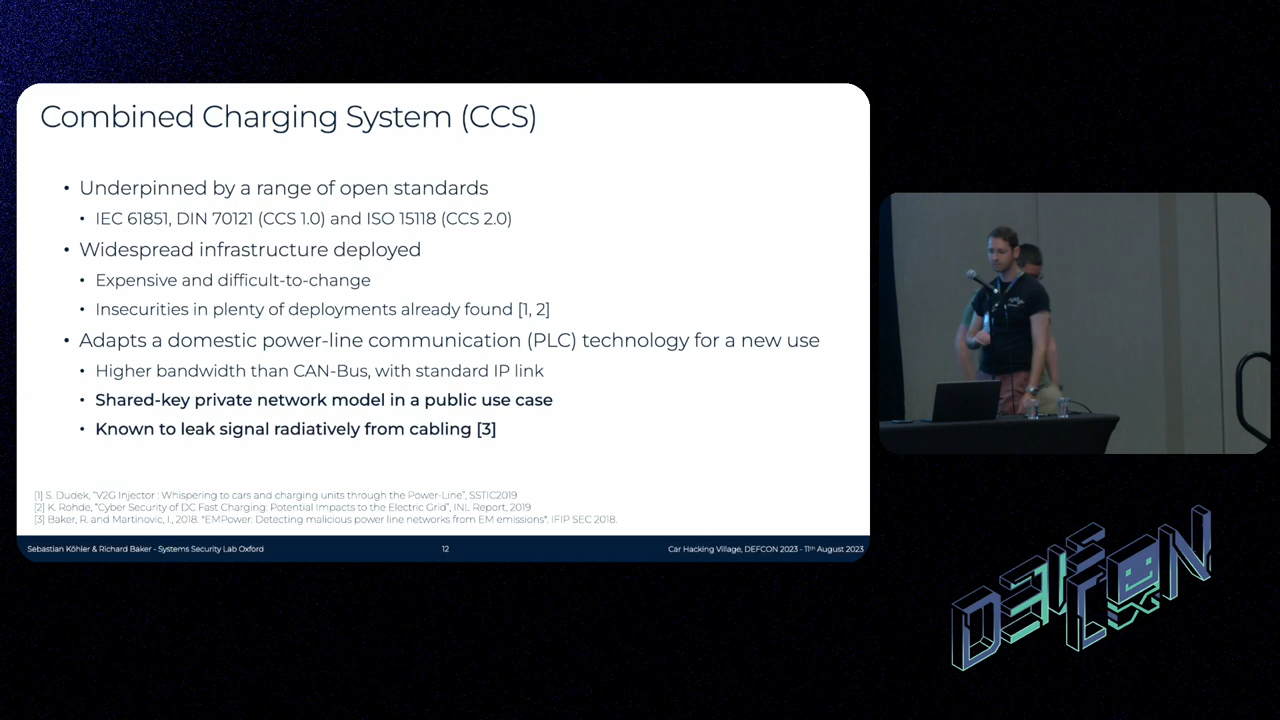 Combined Charging System (CCS)
• Underpinned by a range of open standards
• IEC 61851, DIN 70121 (CCS 1.0) and ISO 15118 (CCS 2.0)
• Widespread infrastructure deployed
• Expensive and difficult-to-change
• Insecurities in plenty of deployments already found [1, 2]
• Adapts a domestic power-line communication (PLC) technology for a new use
• Higher bandwidth than CAN-Bus, with standard IP link
• Shared-key private network model in a public use case
• Known to leak signal radiatively from cabling [3]
[1] S. Dudek, "V2G Injector : Whispering to cars and charging units through the Power-Line", SSTIC2019
[2] K. Rohde, "Cyber Security of DC Fast Charging: Potential Impacts to the Electric Grid", INL Report, 2019
[3] Baker, R. and Martinovic, I., 2018. "EMPower: Detecting malicious power line networks from EM emissions". IFIP SEC 2018.
Sebastian Köhler & Richard Baker - Systems Security Lab Oxford
12
Car Hacking Village, DEFCON 2023 - 11th August 2023
DEFCON